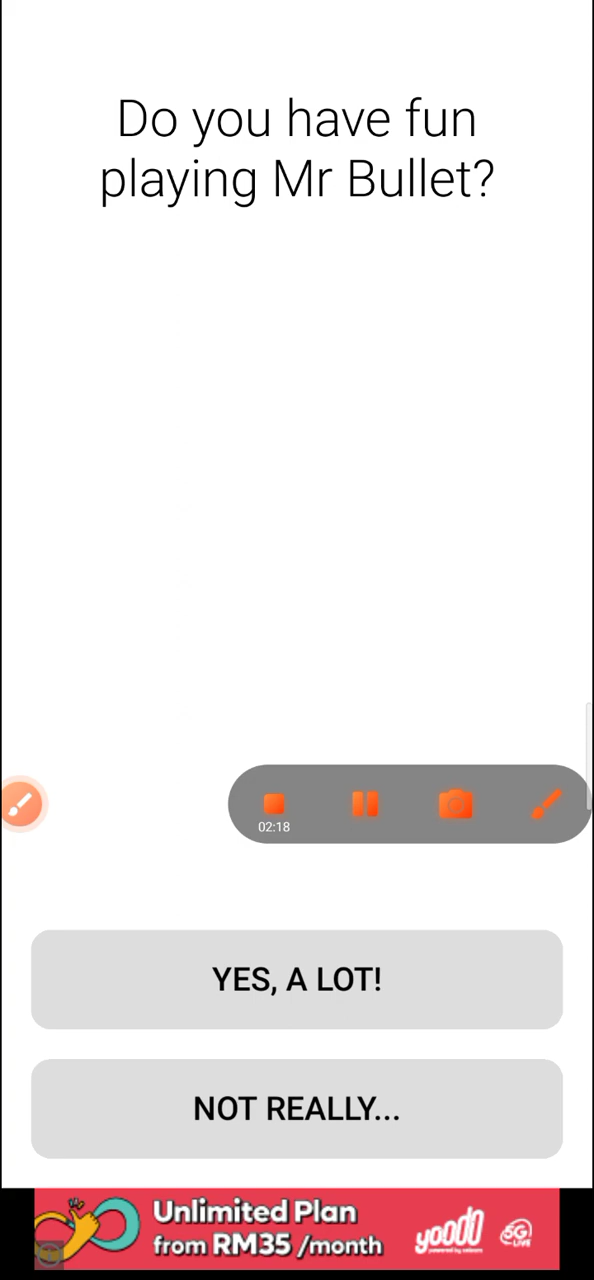 Do you have fun
playing Mr Bullet?
02:18
YES, A LOT!
NOT REALLY...
Unlimited Plan
from RM35 /month
yoodo
5G
LIVE